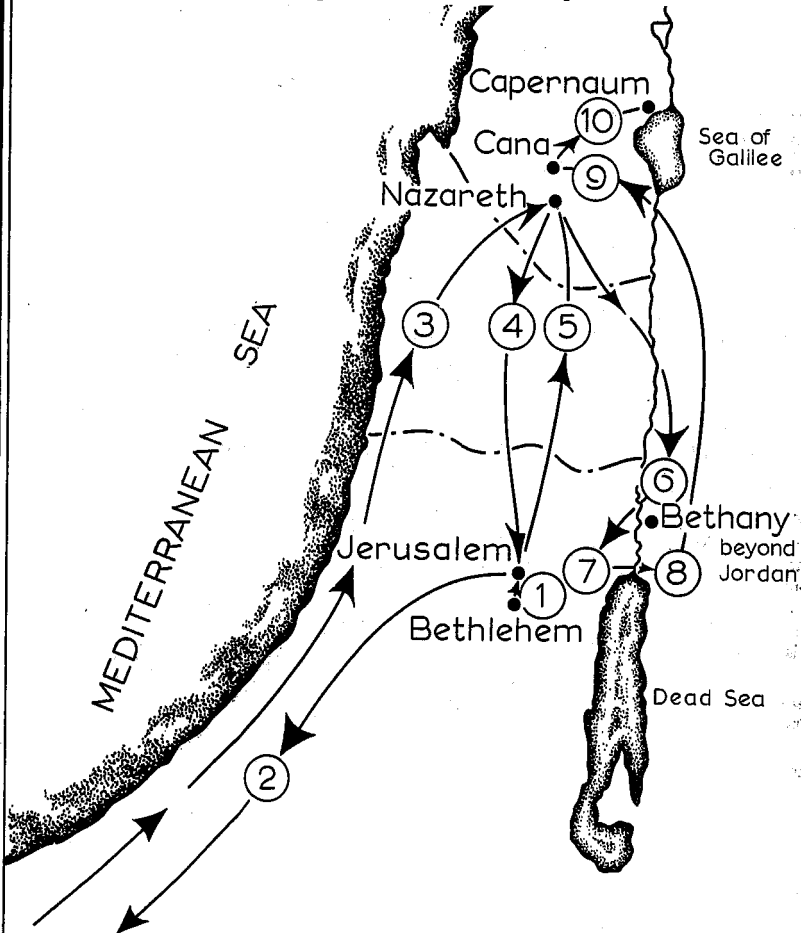 Capernaum
10
Cana
Sea of
Galilee
9
Nazareth
3
4
5
MEDITERRANEAN SEA
6
Bethany
beyond
Jordan
Jerusalem
7
8
1
Bethlehem
Dead Sea
2